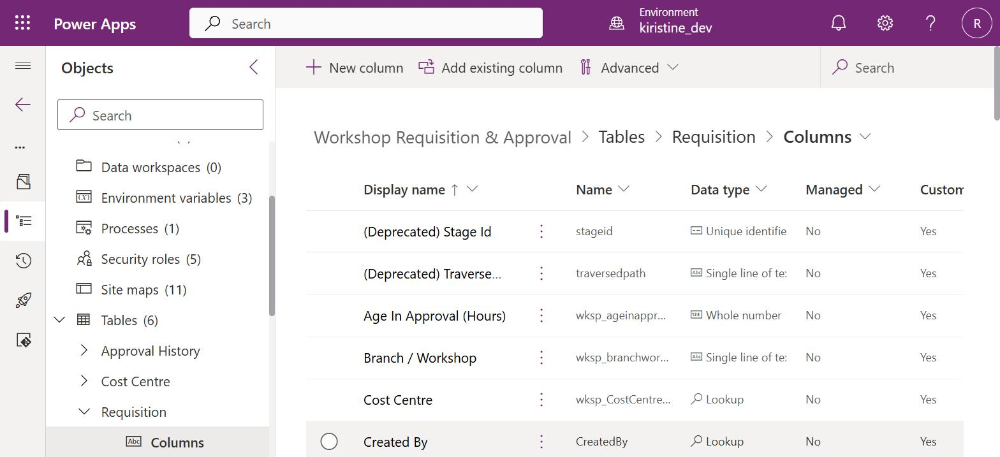 Power Apps
Search
Environment
kiristine_dev
R
Objects
Search
Data workspaces (0)
Environment variables (3)
Processes (1)
Security roles (5)
Site maps (11)
Tables (6)
Approval History
Cost Centre
Requisition
Abc Columns
New column Add existing column Advanced Search
Workshop Requisition & Approval > Tables > Requisition > Columns
Display name ↑ Name Data type Managed Custom
(Deprecated) Stage Id stageid Unique identifie No Yes
(Deprecated) Traverse... traversedpath Abc Single line of te No Yes
Age In Approval (Hours) wksp_ageinappr... 123 Whole number No Yes
Branch / Workshop wksp_branchwor... Abc Single line of te No Yes
Cost Centre wksp_CostCentre... Lookup No Yes
Created By CreatedBy Lookup No Yes